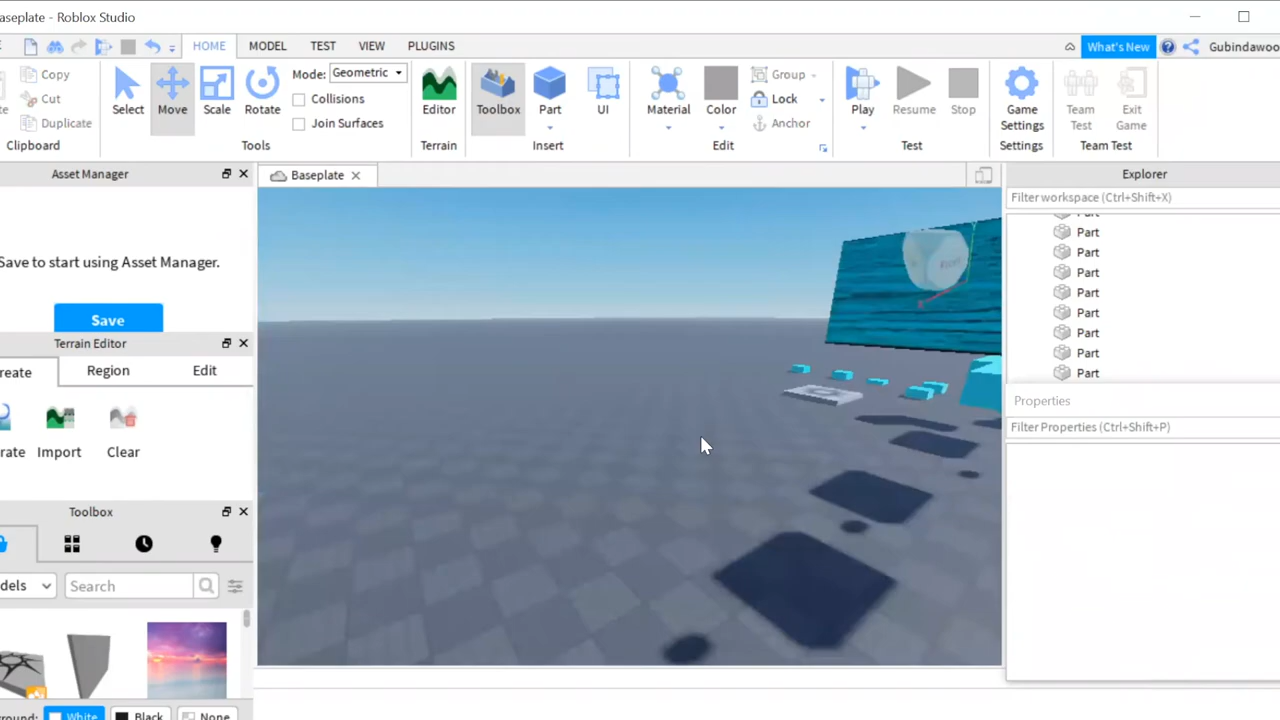 aseplate - Roblox Studio
HOME MODEL TEST VIEW PLUGINS What's New Gubindawoo
Copy
Cut
Duplicate
Clipboard
Select Move Scale Rotate
Mode: Geometric
Collisions
Join Surfaces
Tools
Editor
Terrain
Toolbox Part UI
Insert
Material Color
Group
Lock
Anchor
Edit
Play Resume Stop
Test
Game
Settings
Settings
Team
Test
Exit
Game
Team Test
Asset Manager
Save to start using Asset Manager.
Save
Terrain Editor
reate Region Edit
rate Import Clear
Toolbox
dels Search
round: White Black None
Baseplate
Explorer
Filter workspace (Ctrl+Shift+X)
Part
Part
Part
Part
Part
Part
Part
Part
Part
Properties
Filter Properties (Ctrl+Shift+P)